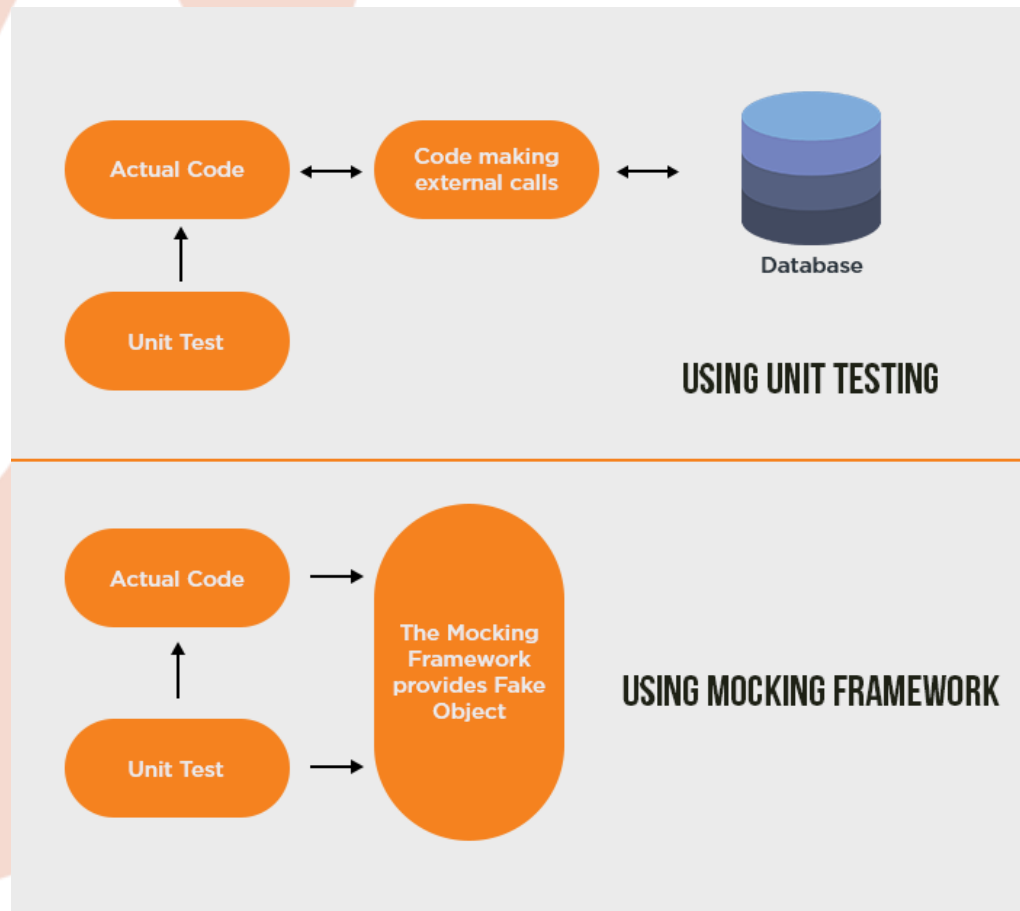 Actual Code
Code making
external calls
Database
Unit Test
USING UNIT TESTING
Actual Code
The Mocking
Framework
provides Fake
Object
USING MOCKING FRAMEWORK
Unit Test